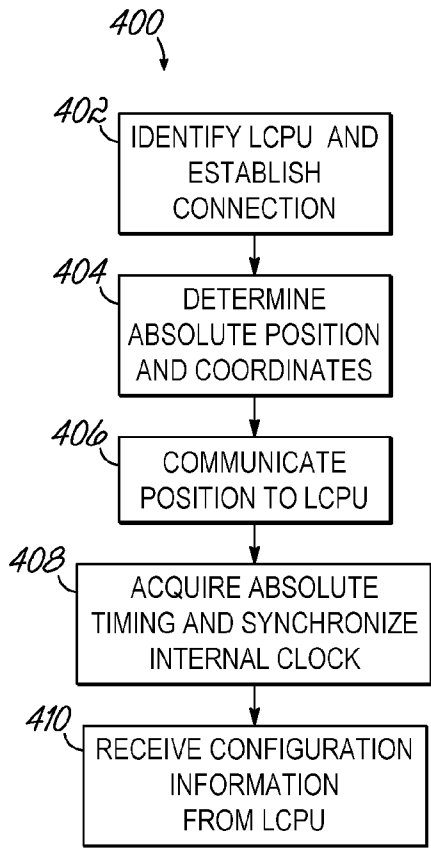 400
402
IDENTIFY LCPU AND
ESTABLISH
CONNECTION
404
DETERMINE
ABSOLUTE POSITION
AND COORDINATES
406
COMMUNICATE
POSITION TO LCPU
408
ACQUIRE ABSOLUTE
TIMING AND SYNCHRONIZE
INTERNAL CLOCK
410
RECEIVE CONFIGURATION
INFORMATION
FROM LCPU